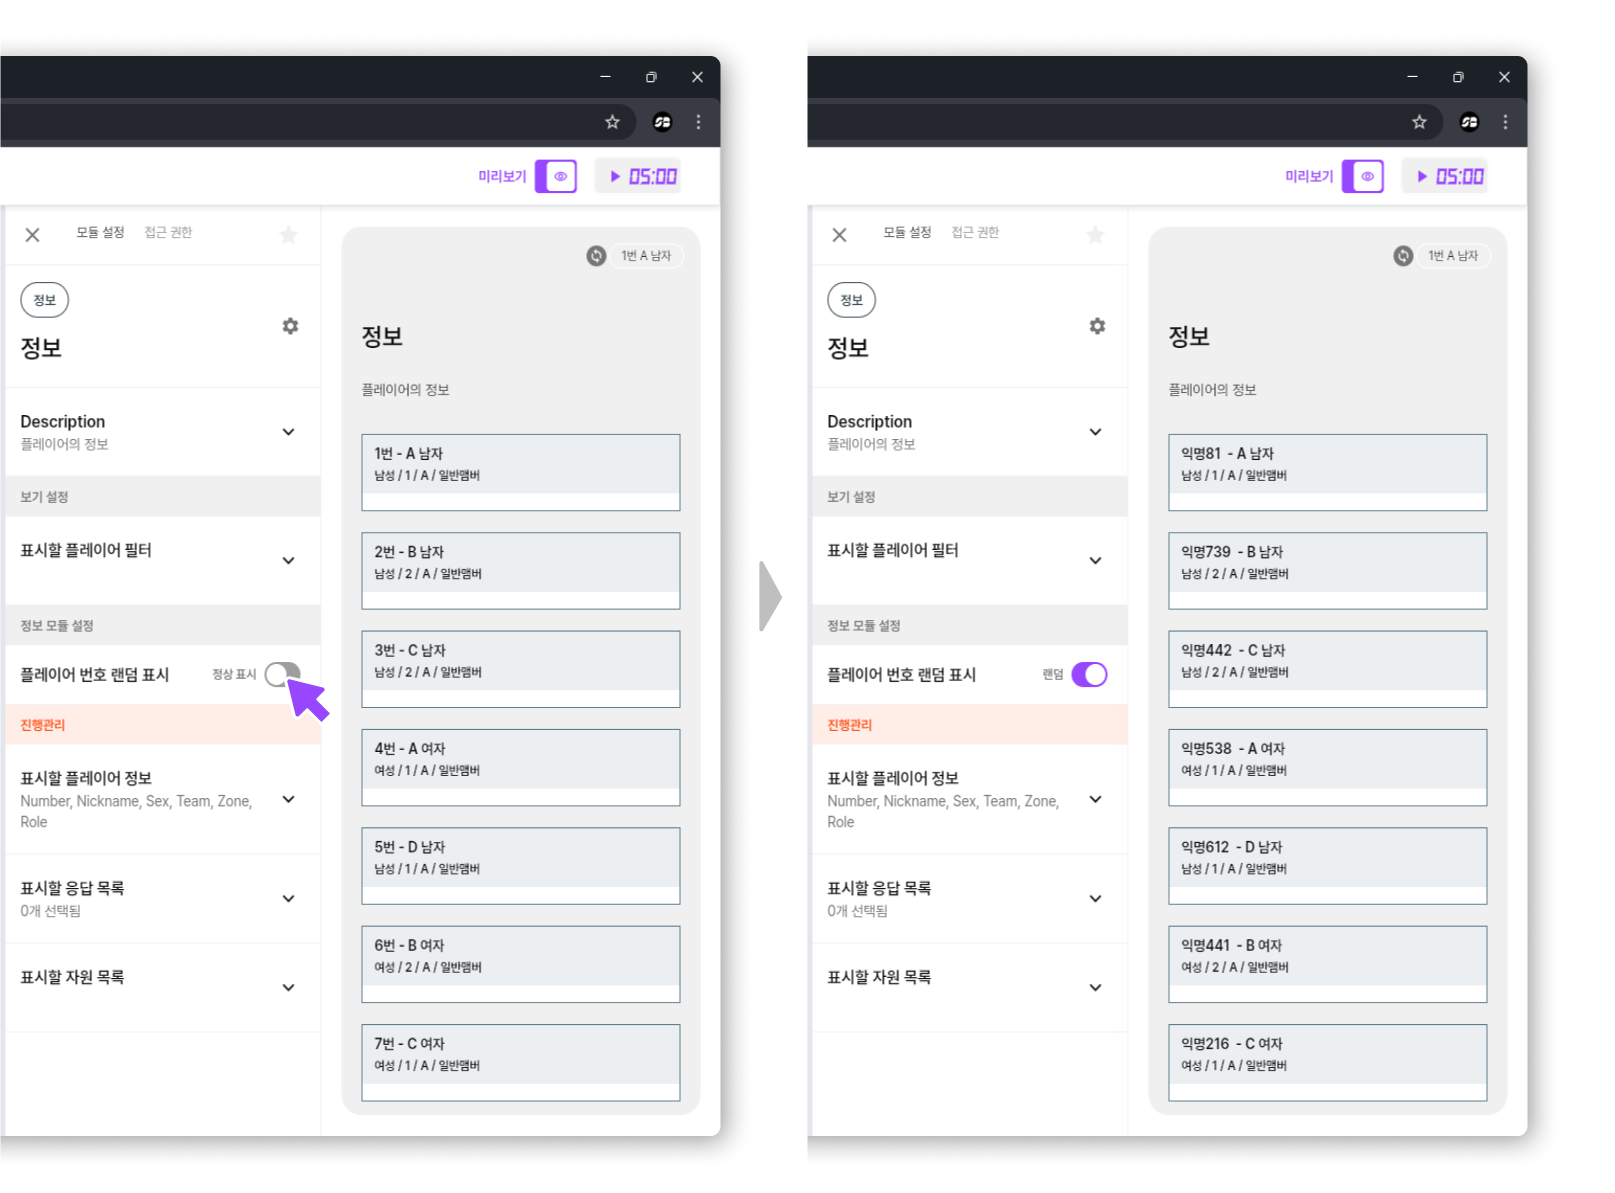 미리보기
05:00
모듈 설정
접근 권한
정보
정보
Description
플레이어의 정보
보기 설정
표시할 플레이어 필터
정보 모듈 설정
플레이어 번호 랜덤 표시
정상 표시
진행관리
표시할 플레이어 정보
Number, Nickname, Sex, Team, Zone,
Role
표시할 응답 목록
0개 선택됨
표시할 자원 목록
1번 A 남자
정보
플레이어의 정보
1번 - A 남자
남성 / 1 / A / 일반맴버
2번 - B 남자
남성 / 2 / A / 일반맴버
3번 - C 남자
남성 / 2 / A / 일반맴버
4번 - A 여자
여성 / 1 / A / 일반맴버
5번 - D 남자
남성 / 1 / A / 일반맴버
6번 - B 여자
여성 / 2 / A / 일반맴버
7번 - C 여자
여성 / 1 / A / 일반맴버
미리보기
05:00
모듈 설정
접근 권한
정보
정보
Description
플레이어의 정보
보기 설정
표시할 플레이어 필터
정보 모듈 설정
플레이어 번호 랜덤 표시
랜덤
진행관리
표시할 플레이어 정보
Number, Nickname, Sex, Team, Zone,
Role
표시할 응답 목록
0개 선택됨
표시할 자원 목록
1번 A 남자
정보
플레이어의 정보
익명81 - A 남자
남성 / 1 / A / 일반맴버
익명739 - B 남자
남성 / 2 / A / 일반맴버
익명442 - C 남자
남성 / 2 / A / 일반맴버
익명538 - A 여자
여성 / 1 / A / 일반맴버
익명612 - D 남자
남성 / 1 / A / 일반맴버
익명441 - B 여자
여성 / 2 / A / 일반맴버
익명216 - C 여자
여성 / 1 / A / 일반맴버